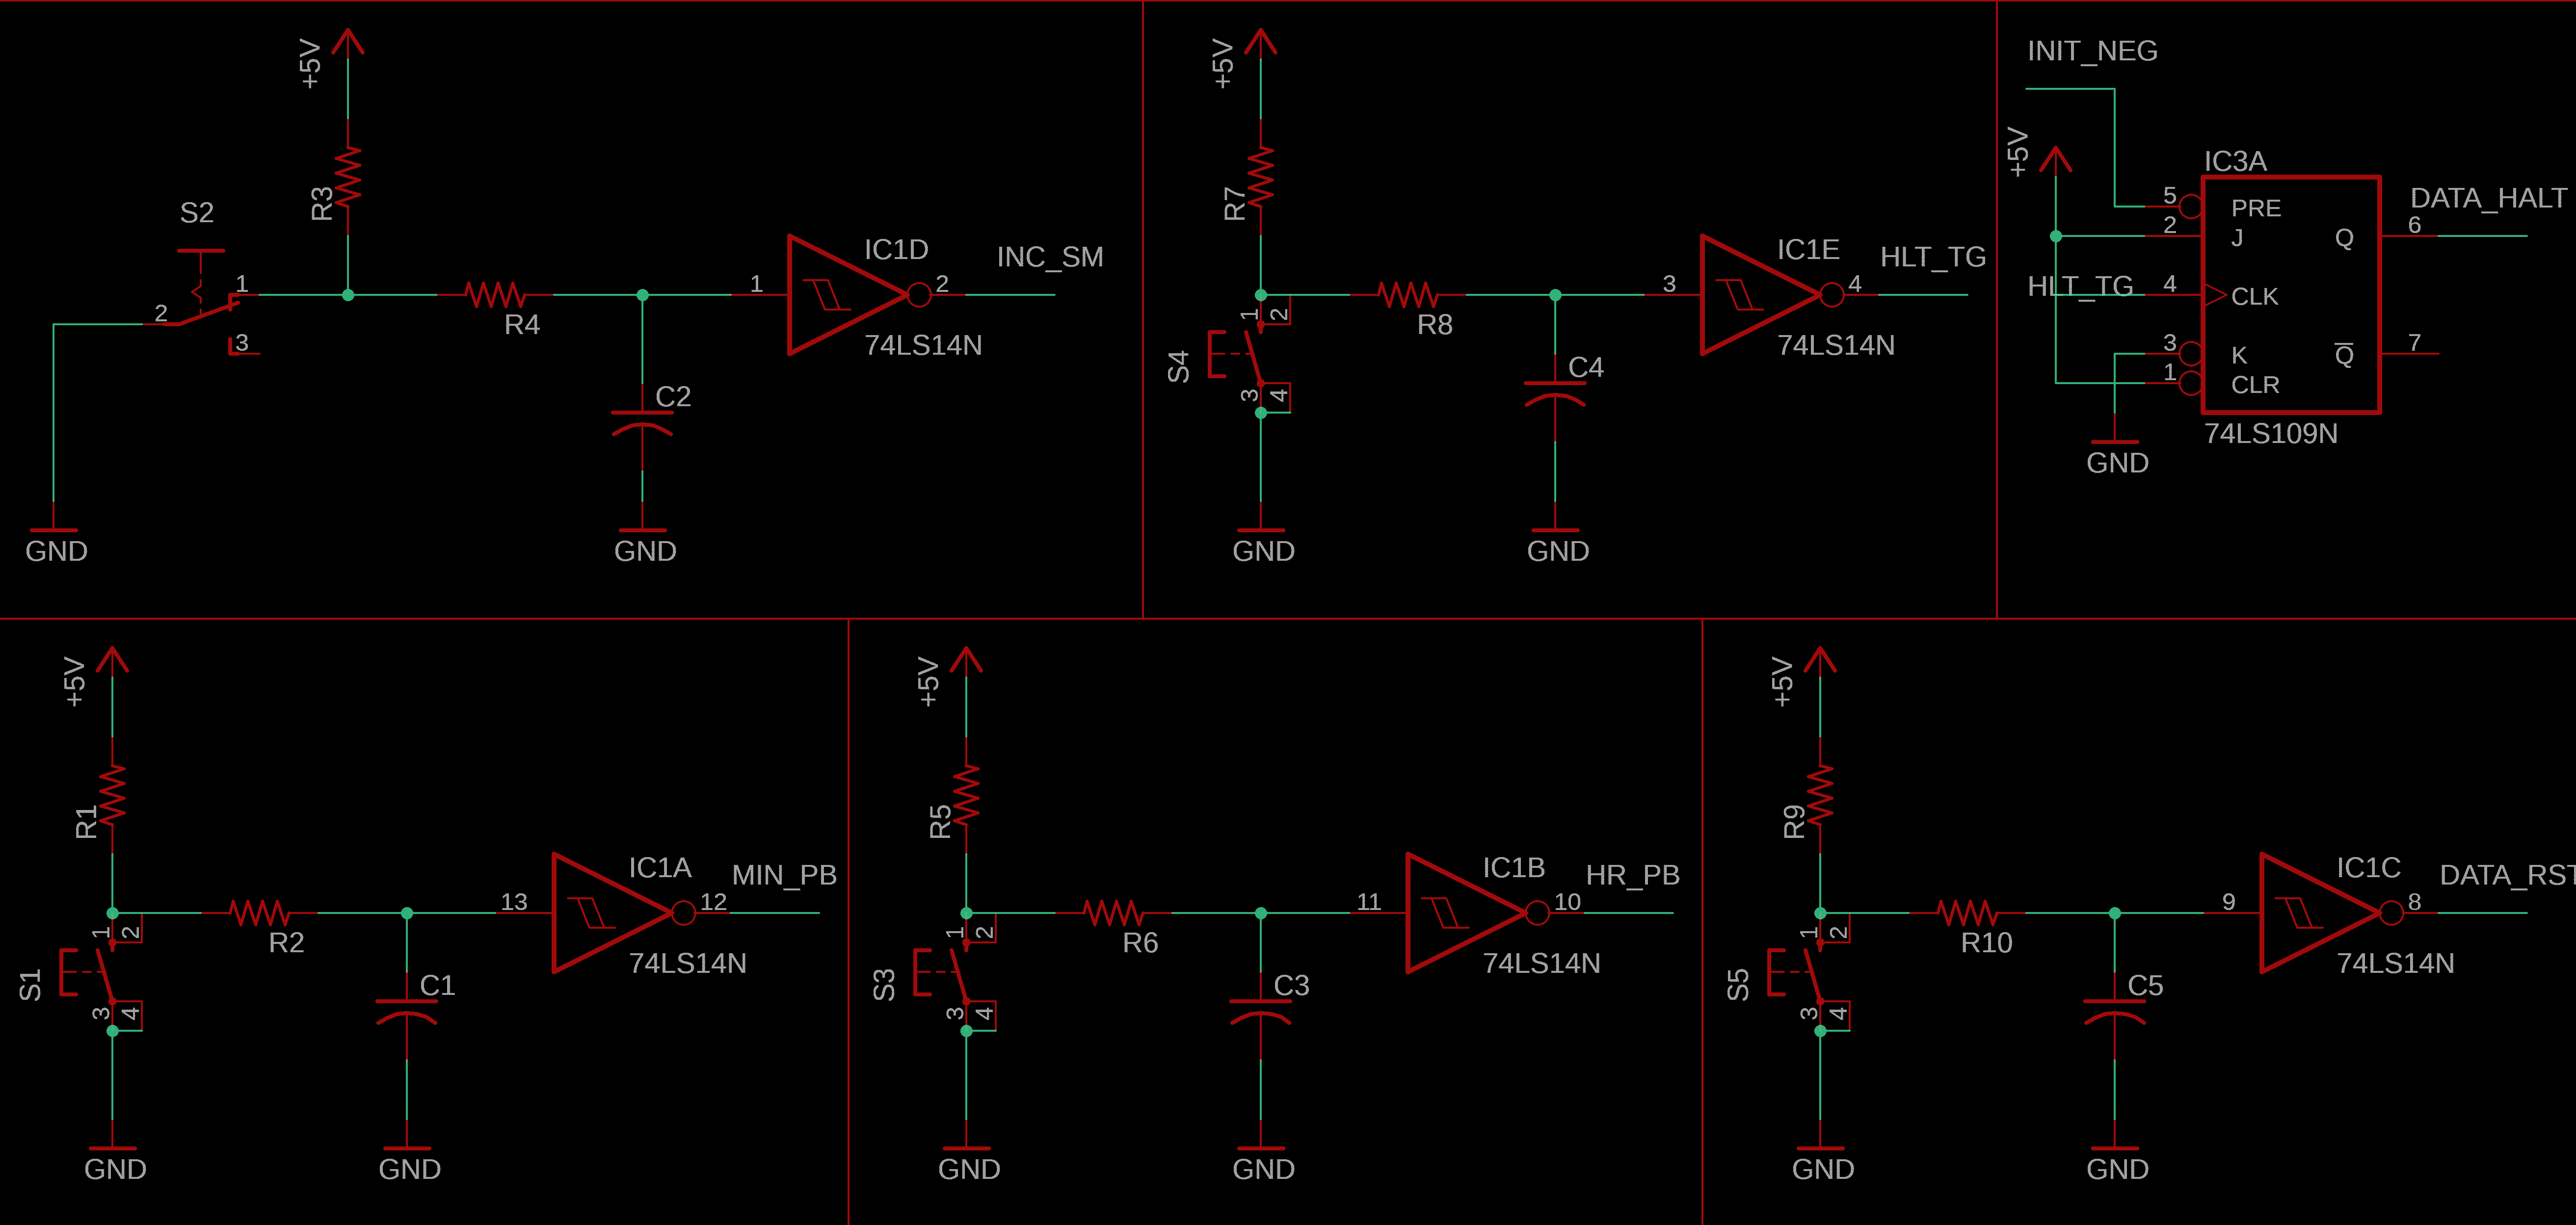 +5V
R3
S2
1
2
3
R4
C2
1
IC1D
2
INC_SM
74LS14N
GND
GND
+5V
R7
1
2
S4
3
4
R8
C4
3
IC1E
4
HLT_TG
74LS14N
GND
GND
INIT_NEG
+5V
IC3A
5
PRE
2
J
Q
6
DATA_HALT
HLT_TG
4
CLK
3
K
Q
7
1
CLR
74LS109N
GND
+5V
R1
1
2
S1
3
4
R2
C1
13
IC1A
12
MIN_PB
74LS14N
GND
GND
+5V
R5
1
2
S3
3
4
R6
C3
11
IC1B
10
HR_PB
74LS14N
GND
GND
+5V
R9
1
2
S5
3
4
R10
C5
9
IC1C
8
DATA_RST
74LS14N
GND
GND